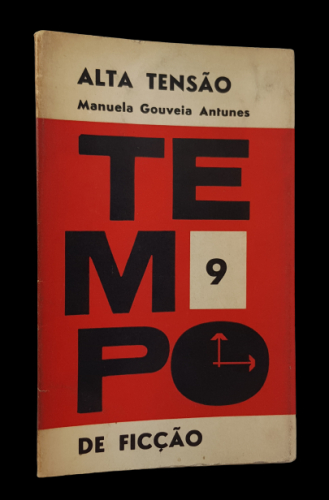 ALTA TENSÃO
Manuela Gouveia Antunes
TE
M 9
PO
DE FICÇÃO